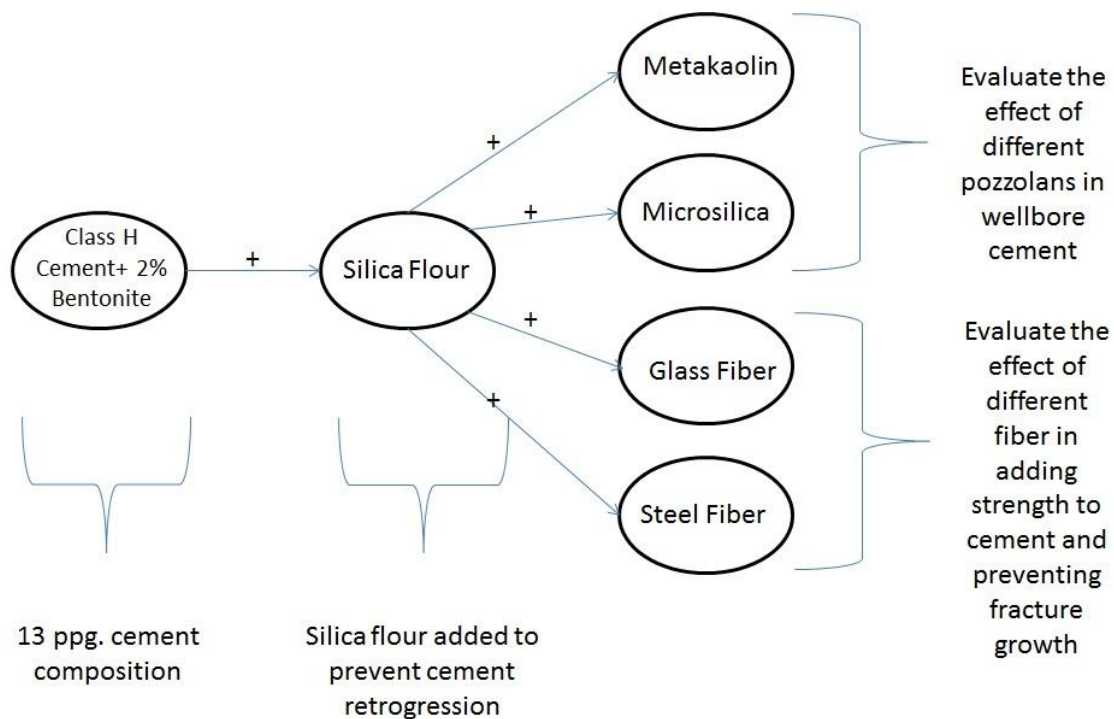 Class H
Cement+ 2%
Bentonite
+
Silica Flour
+
Metakaolin
+
Microsilica
+
Glass Fiber
+
Steel Fiber
Evaluate the
effect of
different
pozzolans in
wellbore
cement
Evaluate the
effect of
different
fiber in
adding
strength to
cement and
preventing
fracture
growth
13 ppg. cement
composition
Silica flour added to
prevent cement
retrogression